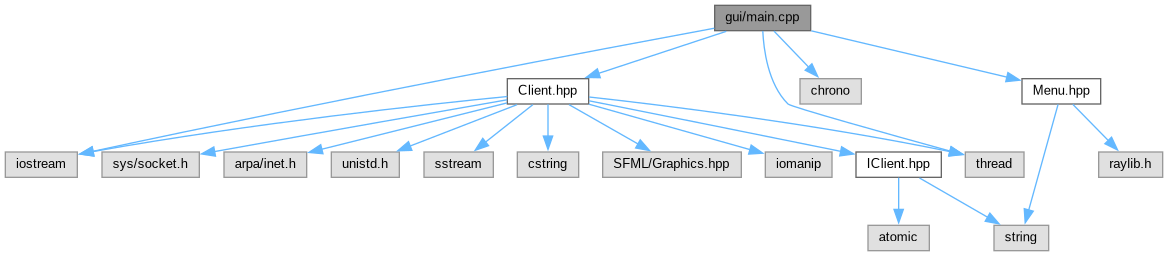 gui/main.cpp
Client.hpp
chrono
Menu.hpp
iostream
sys/socket.h
arpa/inet.h
unistd.h
sstream
cstring
SFML/Graphics.hpp
iomanip
IClient.hpp
thread
raylib.h
atomic
string